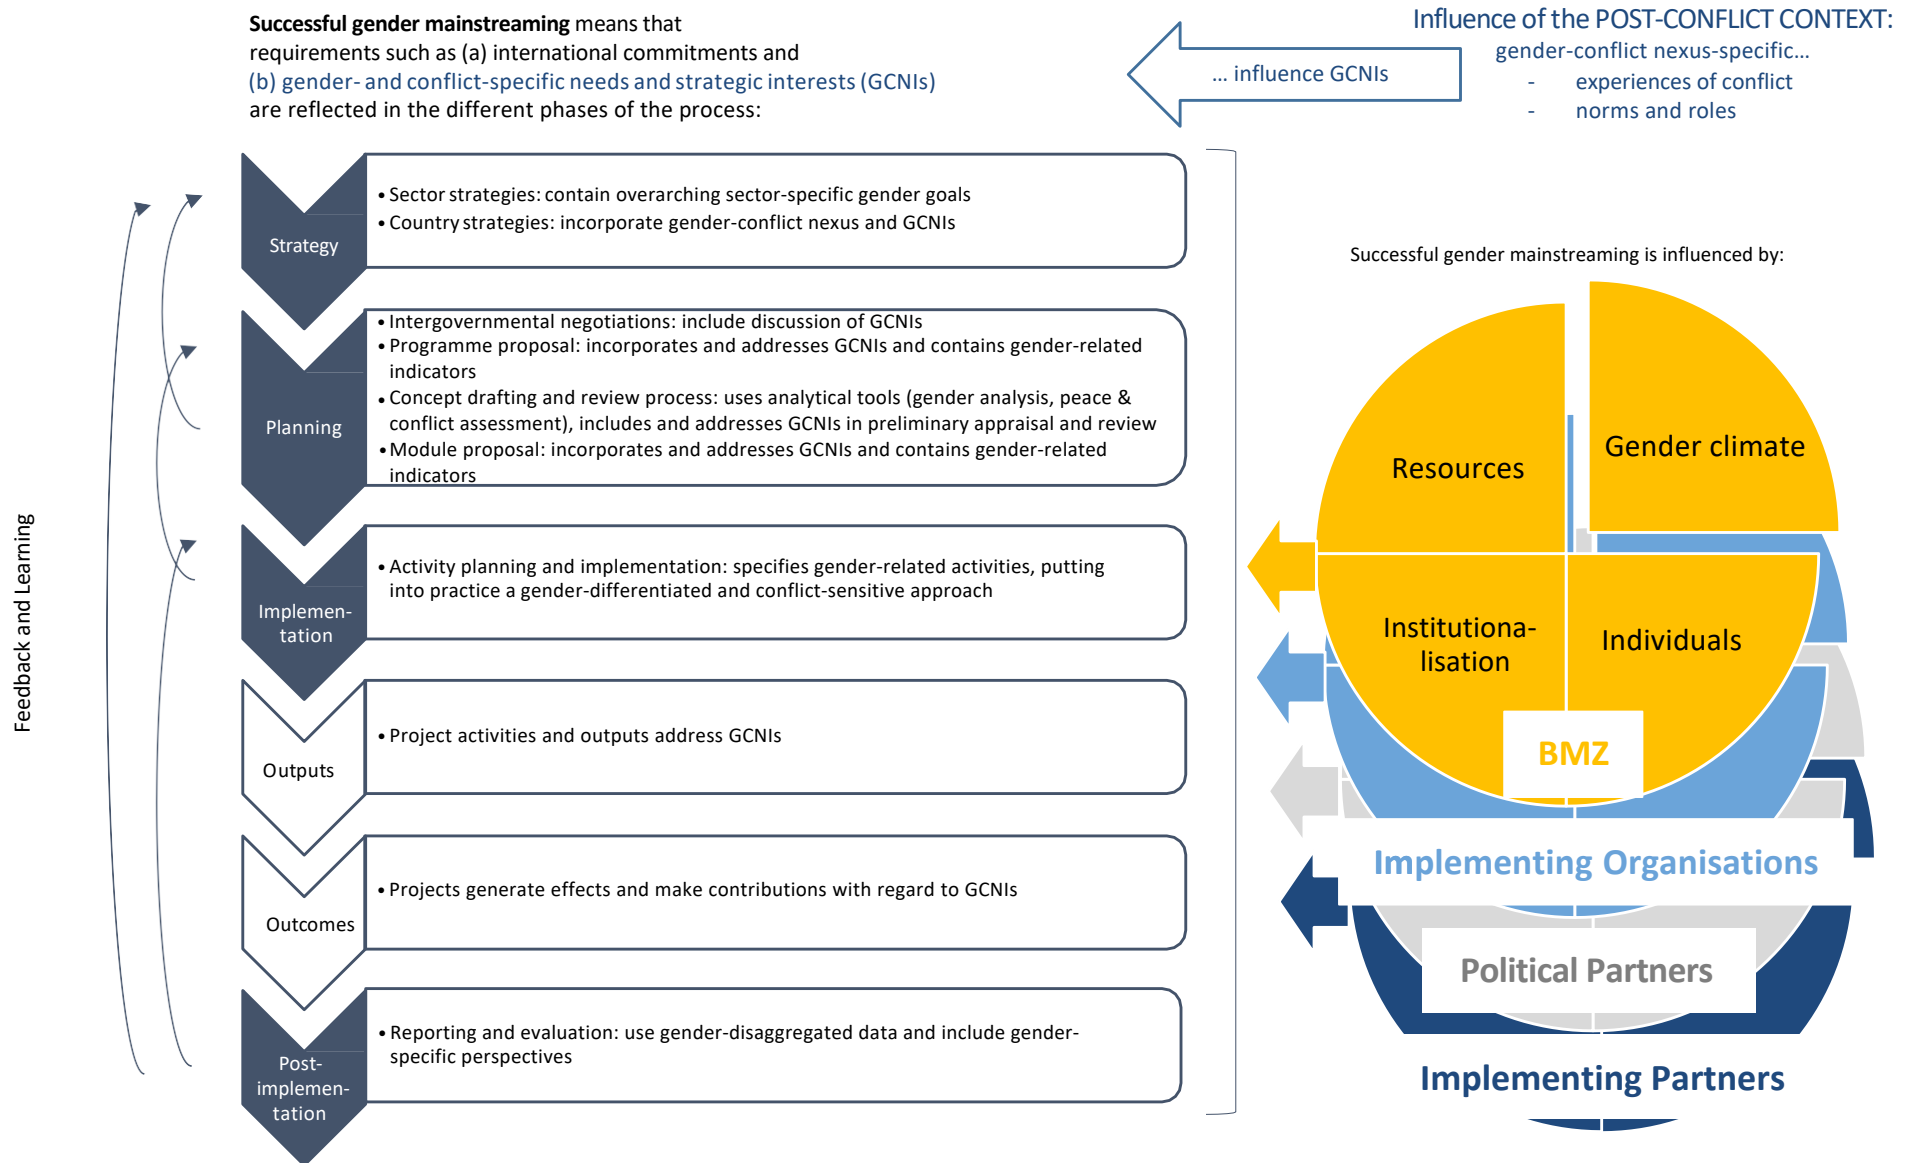 Successful gender mainstreaming means that
requirements such as (a) international commitments and
(b) gender- and conflict-specific needs and strategic interests (GCNIs)
are reflected in the different phases of the process:
... influence GCNIs
Influence of the POST-CONFLICT CONTEXT:
gender-conflict nexus-specific...
- experiences of conflict
- norms and roles
Feedback and Learning
Strategy
• Sector strategies: contain overarching sector-specific gender goals
• Country strategies: incorporate gender-conflict nexus and GCNIs
Planning
• Intergovernmental negotiations: include discussion of GCNIs
• Programme proposal: incorporates and addresses GCNIs and contains gender-related
indicators
• Concept drafting and review process: uses analytical tools (gender analysis, peace &
conflict assessment), includes and addresses GCNIs in preliminary appraisal and review
• Module proposal: incorporates and addresses GCNIs and contains gender-related
indicators
Implemen-
tation
• Activity planning and implementation: specifies gender-related activities, putting
into practice a gender-differentiated and conflict-sensitive approach
Outputs
• Project activities and outputs address GCNIs
Outcomes
• Projects generate effects and make contributions with regard to GCNIs
Post-
implemen-
tation
• Reporting and evaluation: use gender-disaggregated data and include gender-
specific perspectives
Successful gender mainstreaming is influenced by:
Resources
Gender climate
Institutiona-
lisation
Individuals
BMZ
Implementing Organisations
Political Partners
Implementing Partners